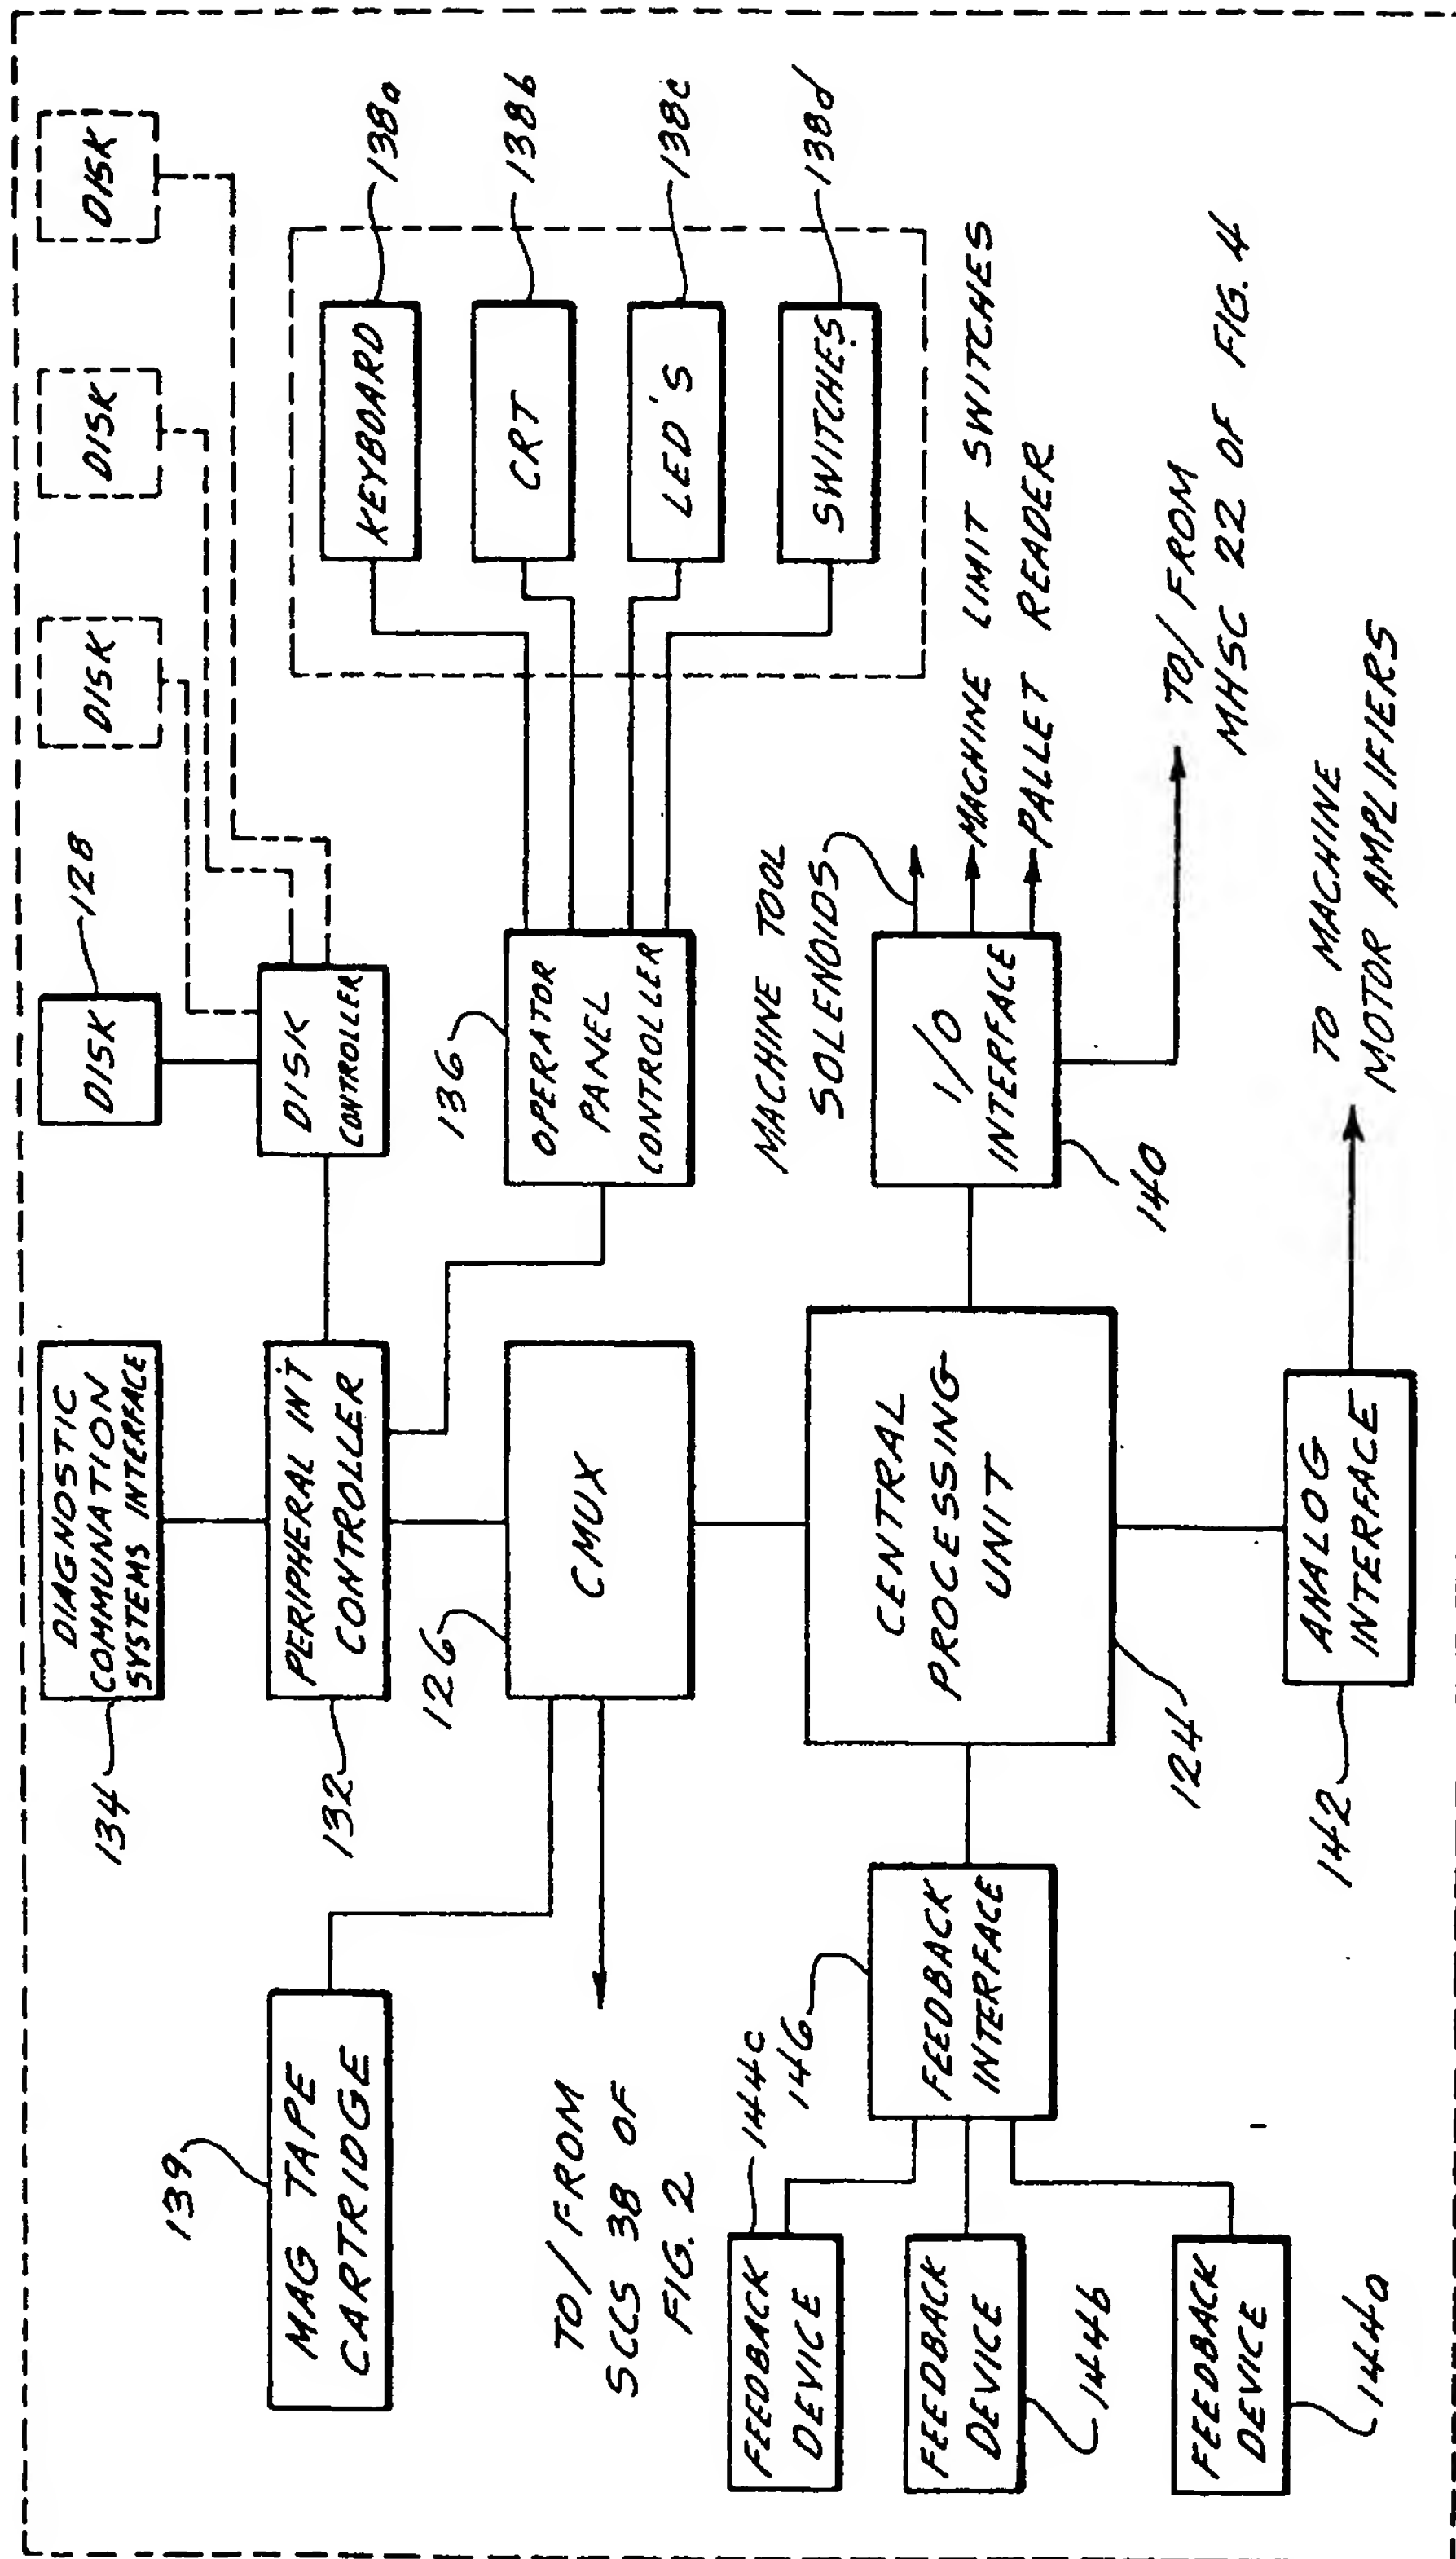 134
DIAGNOSTIC
COMMUNATION
SYSTEMS INTERFACE
DISK
128
DISK
DISK
DISK
139
MAG TAPE
CARTRIDGE
132
PERIPHERAL INT
CONTROLLER
DISK
CONTROLLER
KEYBOARD
138a
CRT
138b
LED'S
138c
SWITCHES
138d
126
CMUX
136
OPERATOR
PANEL
CONTROLLER
TO/FROM
SCCS 38 OF
FIG. 2
MACHINE TOOL
SOLENOIDS
MACHINE LIMIT SWITCHES
PALLET READER
FEEDBACK
DEVICE
144c
146
FEEDBACK
INTERFACE
CENTRAL
PROCESSING
UNIT
124
I/O
INTERFACE
140
TO/FROM
MHSC 22 OF FIG. 4
FEEDBACK
DEVICE
144b
FEEDBACK
DEVICE
144a
142
ANALOG
INTERFACE
TO MACHINE
MOTOR AMPLIFIERS